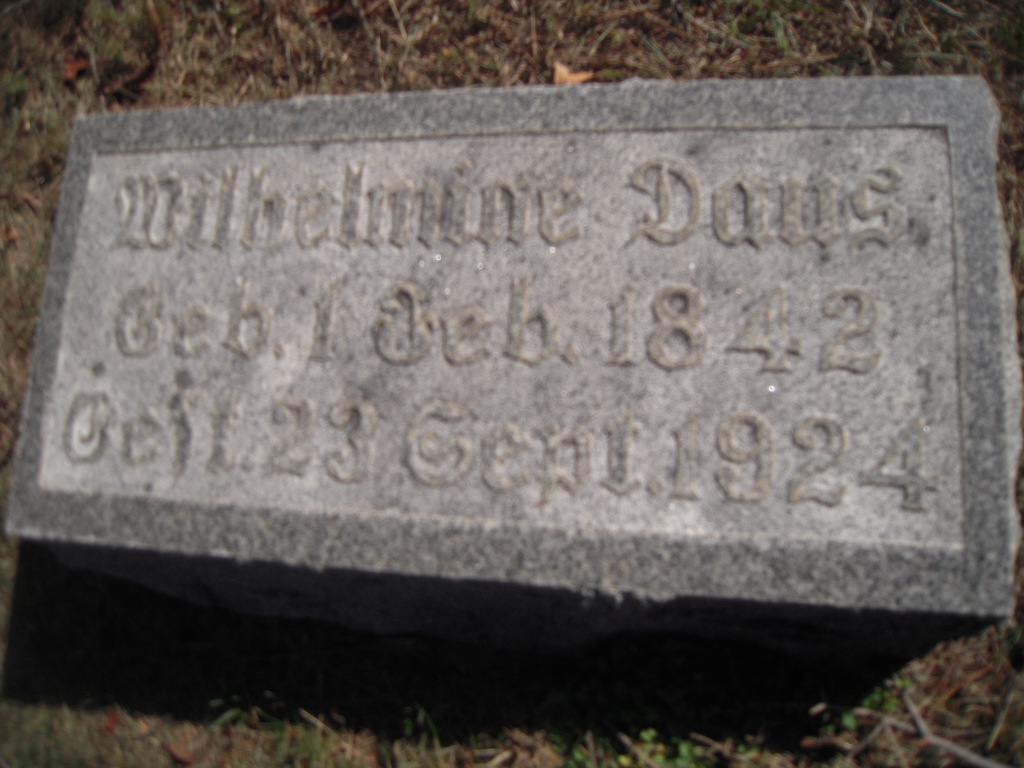 Wilhelmine Daus.
Geb. 1 Feb. 1842
Gest. 23 Sept. 1924